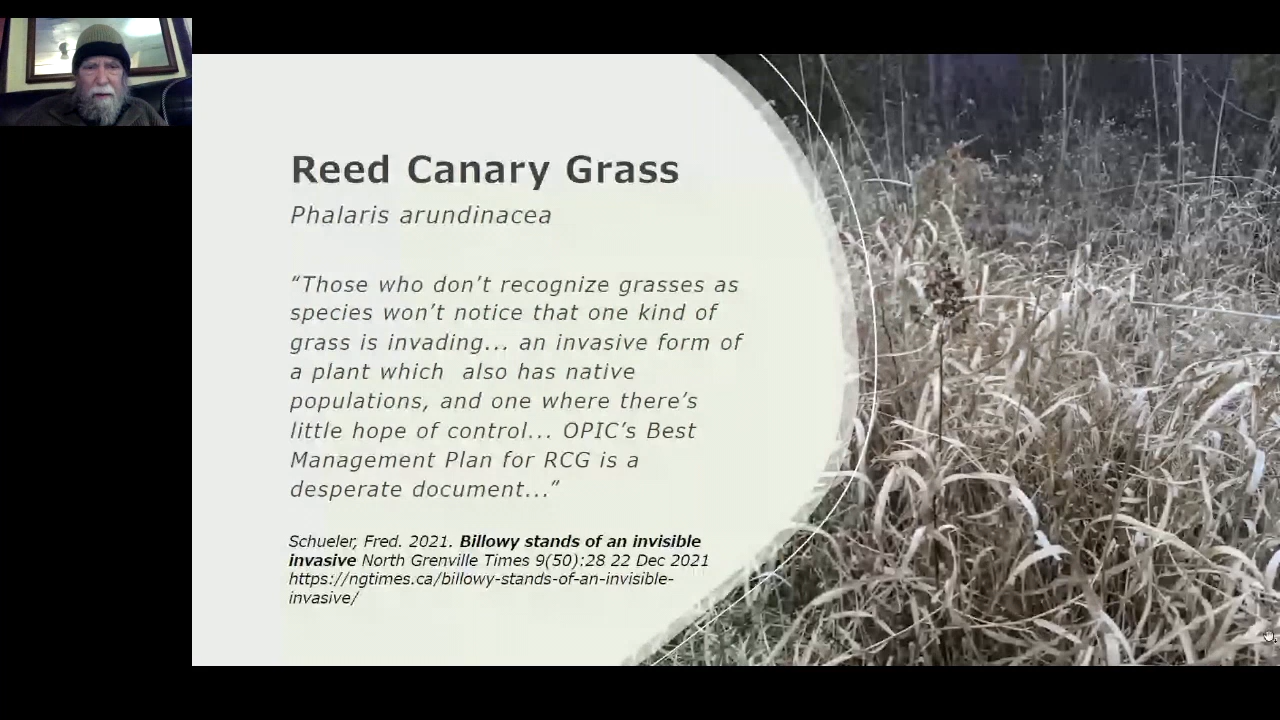 Reed Canary Grass
Phalaris arundinacea
“Those who don’t recognize grasses as
species won’t notice that one kind of
grass is invading... an invasive form of
a plant which  also has native
populations, and one where there’s
little hope of control... OPIC’s Best
Management Plan for RCG is a
desperate document...”
Schueler, Fred. 2021. Billowy stands of an invisible
invasive North Grenville Times 9(50):28 22 Dec 2021
https://ngtimes.ca/billowy-stands-of-an-invisible-
invasive/